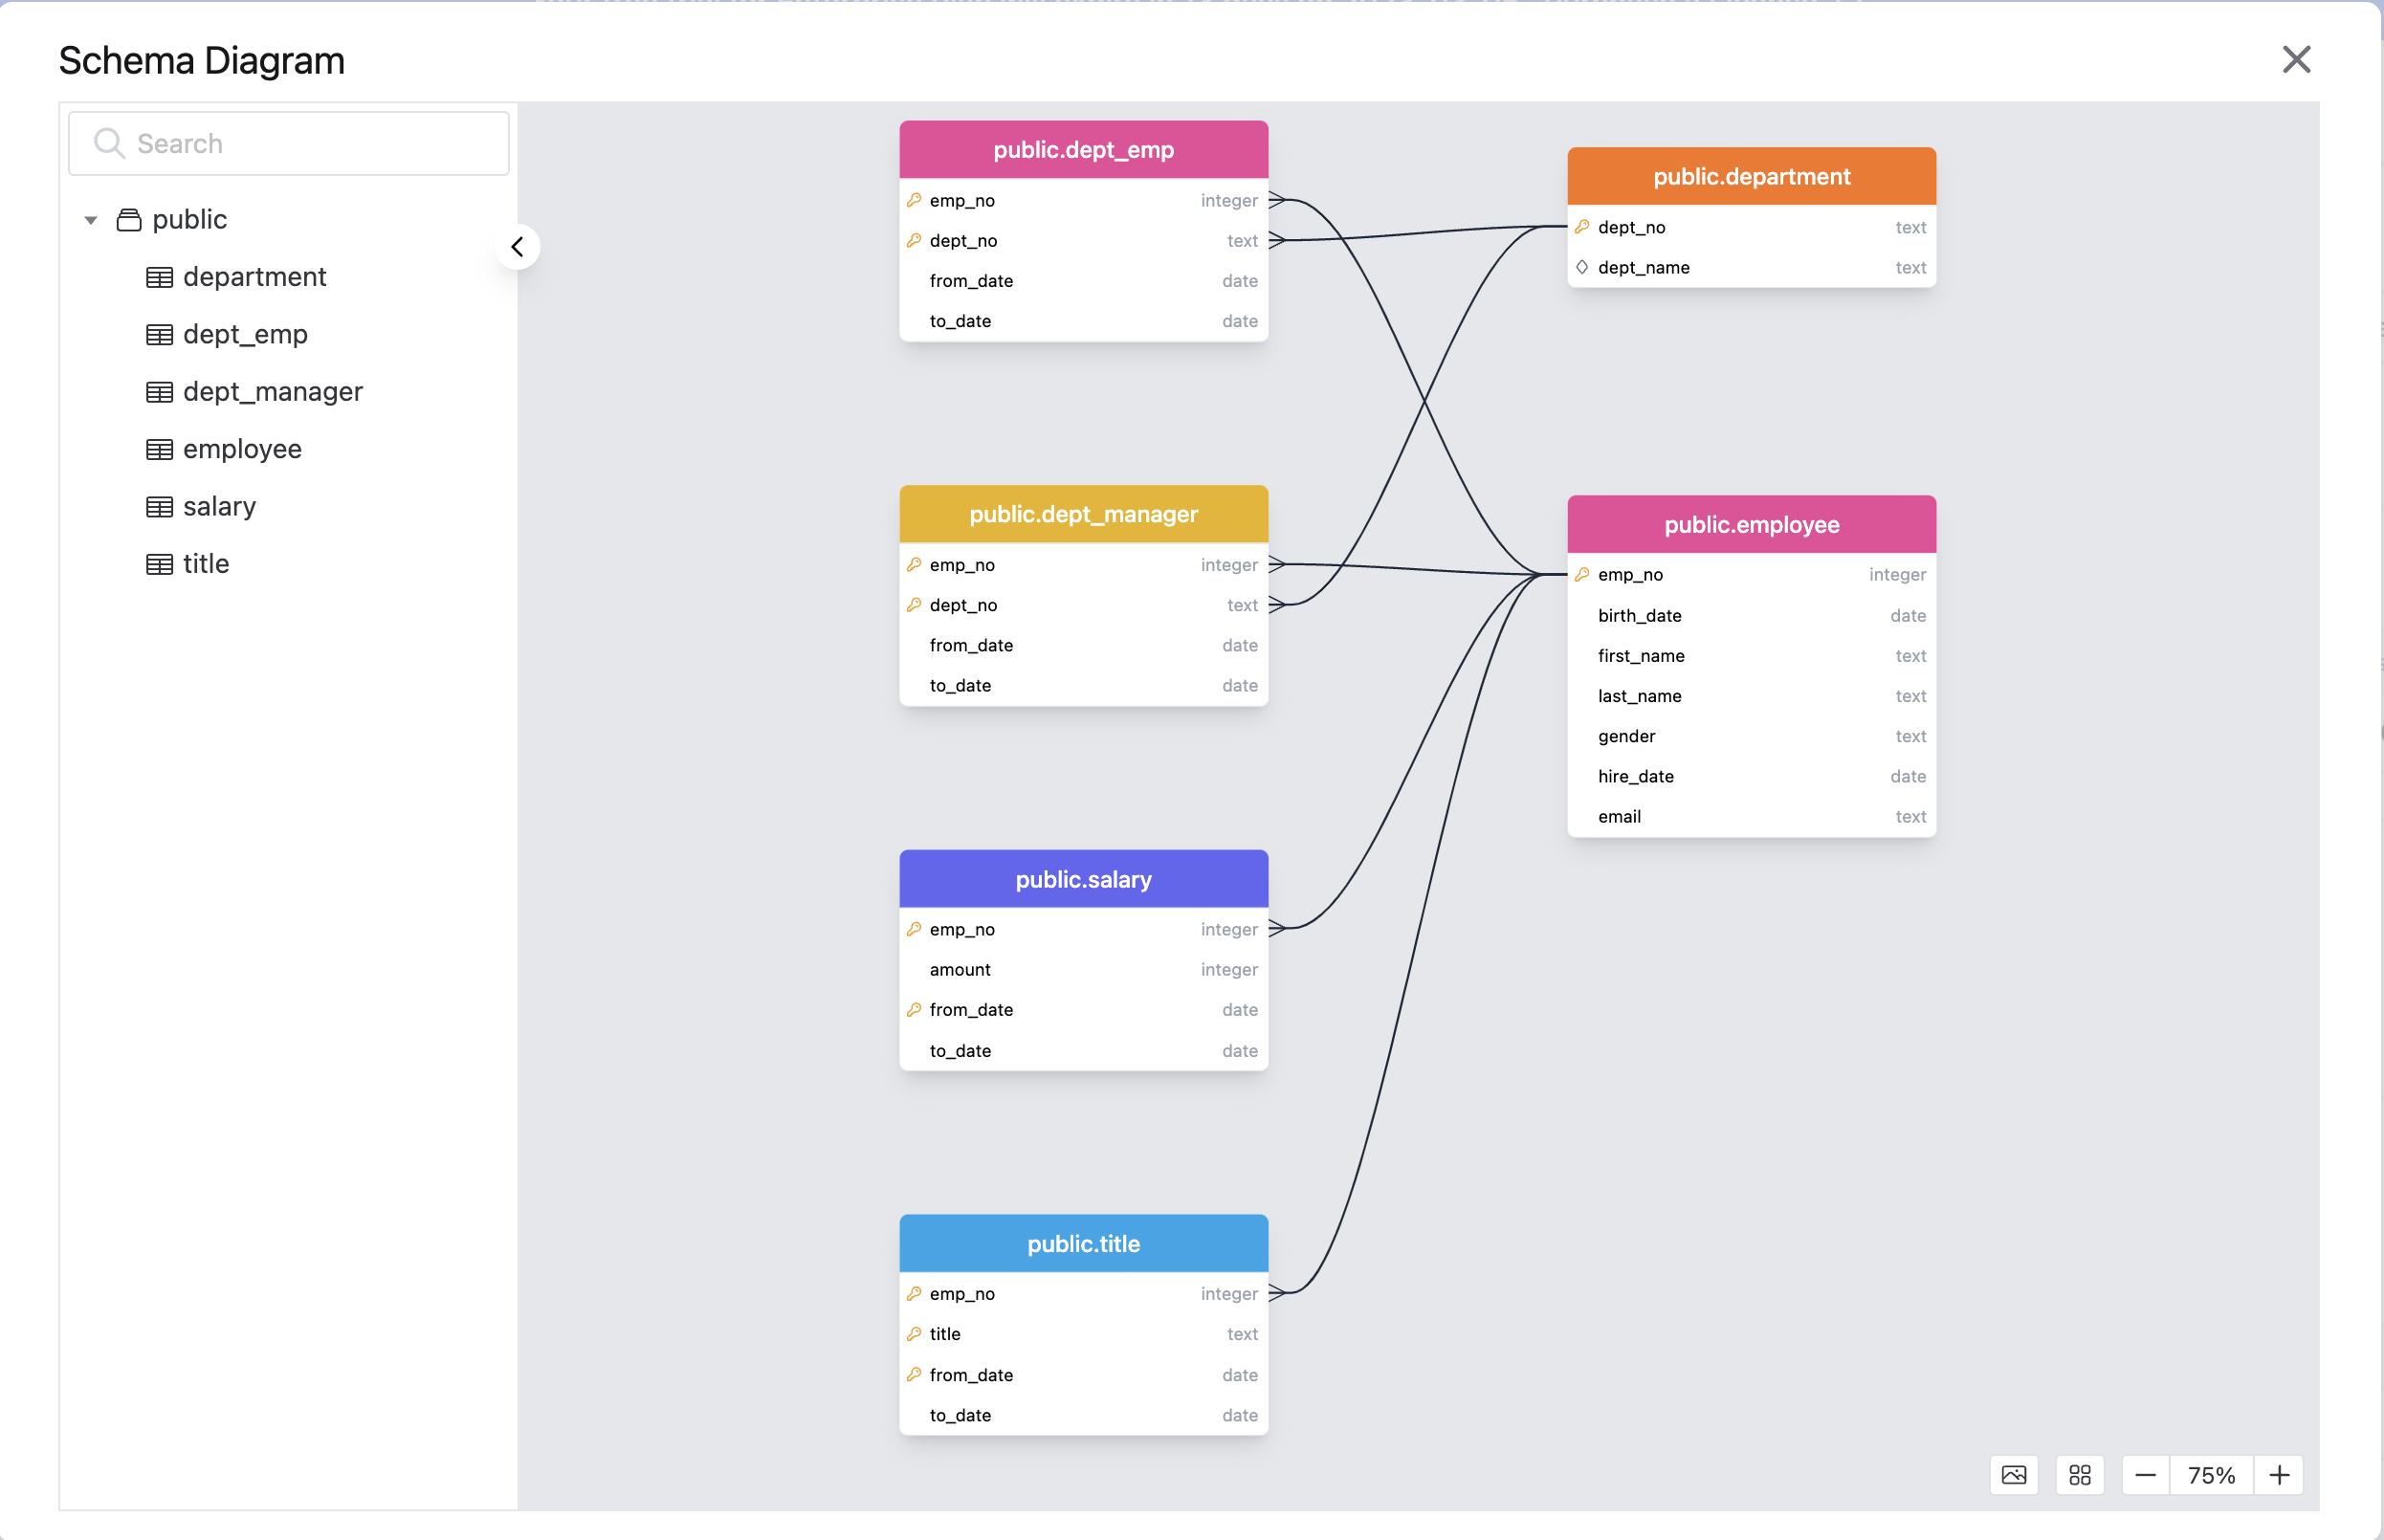 Schema Diagram
Search
public
department
dept_emp
dept_manager
employee
salary
title
public.dept_emp
emp_no integer
dept_no text
from_date date
to_date date
public.department
dept_no text
dept_name text
public.dept_manager
emp_no integer
dept_no text
from_date date
to_date date
public.employee
emp_no integer
birth_date date
first_name text
last_name text
gender text
hire_date date
email text
public.salary
emp_no integer
amount integer
from_date date
to_date date
public.title
emp_no integer
title text
from_date date
to_date date
75%